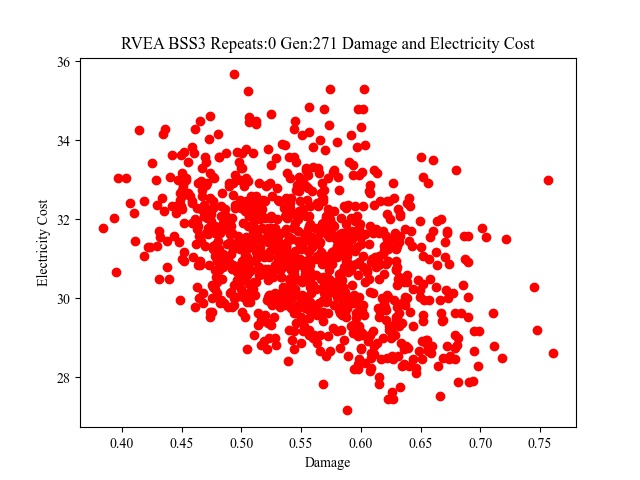 RVEA BSS3 Repeats:0 Gen:271 Damage and Electricity Cost
36
34
32
30
28
Electricity Cost
0.40 0.45 0.50 0.55 0.60 0.65 0.70 0.75
Damage